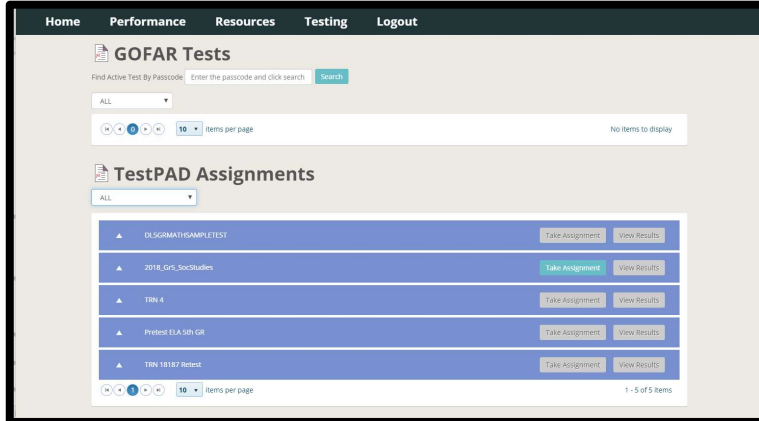 Home Performance Resources Testing Logout
GOFAR Tests
Find Active Test By Passcode Enter the passcode and click search Search
ALL
0 10 items per page No items to display
TestPAD Assignments
ALL
DLSGRMATHSAMPLETEST Take Assignment View Results
2018_Gr5_SocStudies Take Assignment View Results
TRN 4 Take Assignment View Results
Pretest ELA 5th GR Take Assignment View Results
TRN 18187 Retest Take Assignment View Results
1 10 items per page 1 - 5 of 5 items